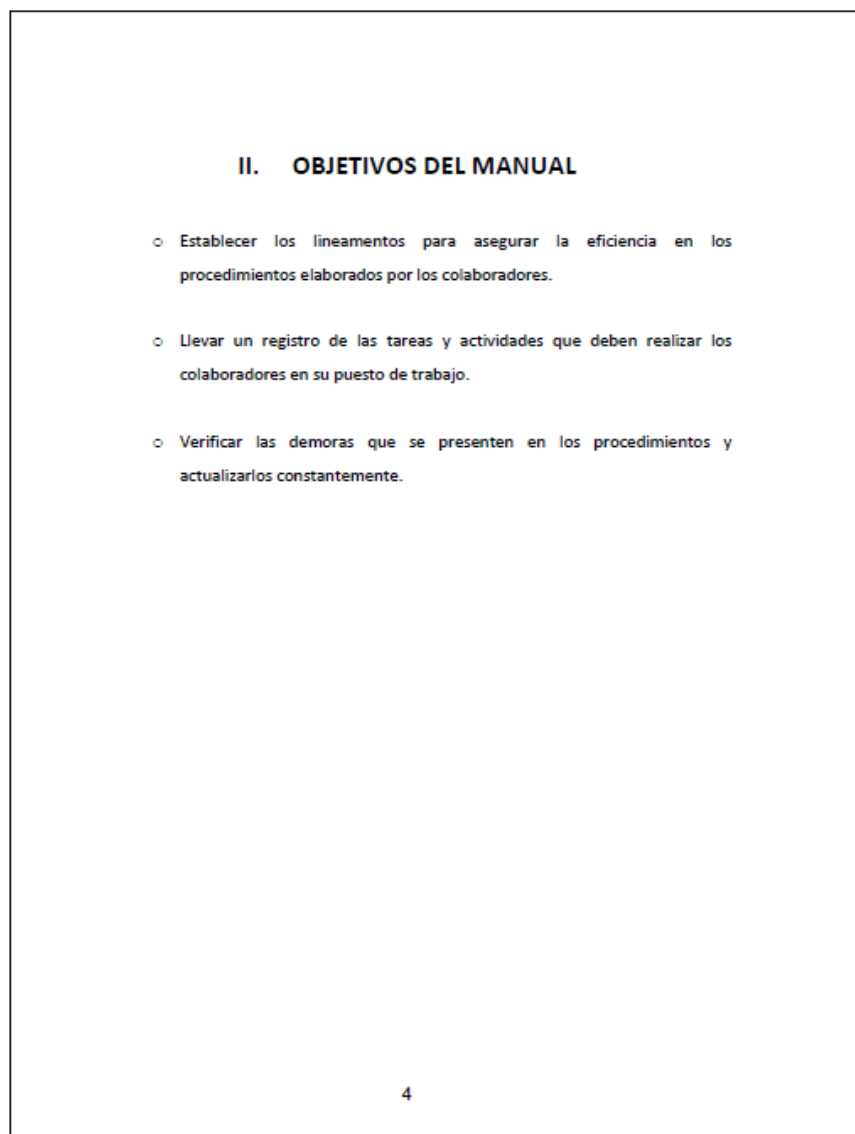 II. OBJETIVOS DEL MANUAL
o Establecer los lineamentos para asegurar la eficiencia en los
procedimientos elaborados por los colaboradores.
o Llevar un registro de las tareas y actividades que deben realizar los
colaboradores en su puesto de trabajo.
o Verificar las demoras que se presenten en los procedimientos y
actualizarlos constantemente.
4